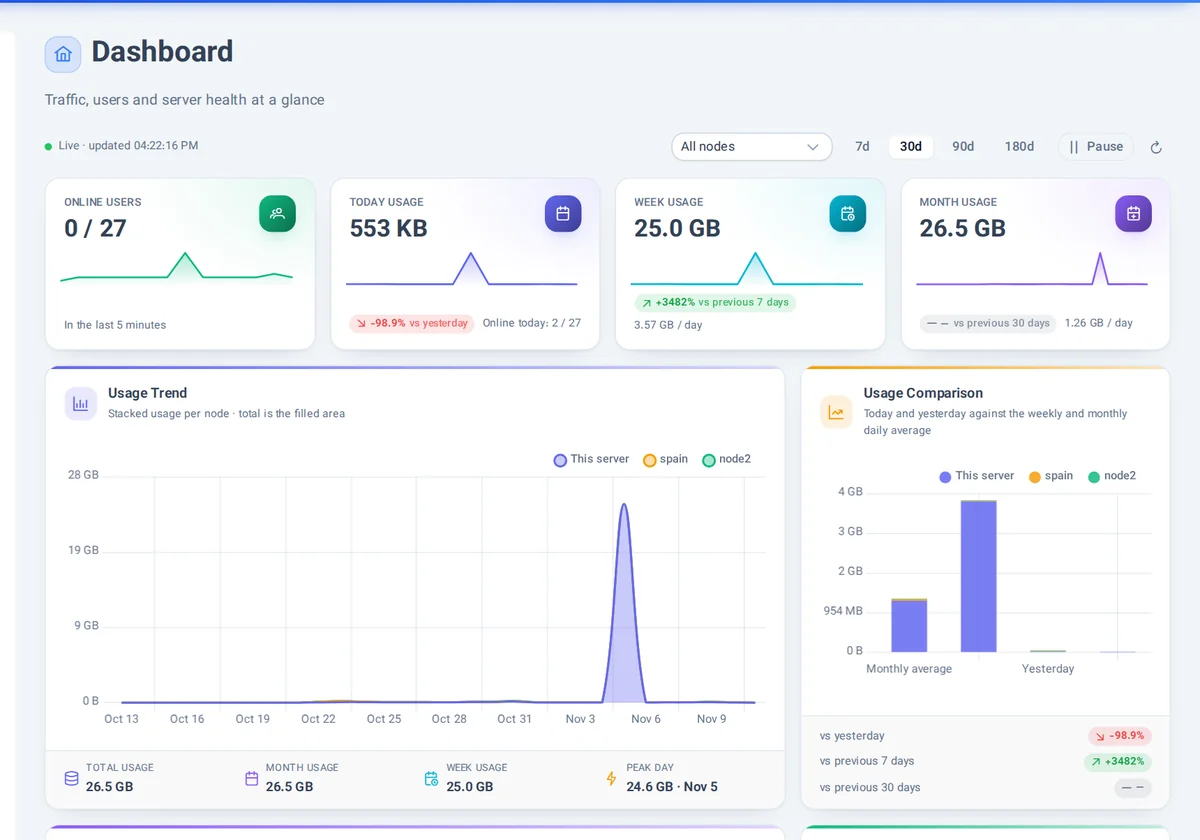 Dashboard
Traffic, users and server health at a glance
Live · updated 04:22:16 PM
All nodes
7d
30d
90d
180d
Pause
ONLINE USERS
0 / 27
In the last 5 minutes
TODAY USAGE
553 KB
-98.9% vs yesterday
Online today: 2 / 27
WEEK USAGE
25.0 GB
+3482% vs previous 7 days
3.57 GB / day
MONTH USAGE
26.5 GB
— – vs previous 30 days
1.26 GB / day
Usage Trend
Stacked usage per node · total is the filled area
This server
spain
node2
28 GB
19 GB
9 GB
0 B
Oct 13
Oct 16
Oct 19
Oct 22
Oct 25
Oct 28
Oct 31
Nov 3
Nov 6
Nov 9
TOTAL USAGE
26.5 GB
MONTH USAGE
26.5 GB
WEEK USAGE
25.0 GB
PEAK DAY
24.6 GB · Nov 5
Usage Comparison
Today and yesterday against the weekly and monthly
daily average
This server
spain
node2
4 GB
3 GB
2 GB
954 MB
0 B
Monthly average
Yesterday
vs yesterday
-98.9%
vs previous 7 days
+3482%
vs previous 30 days
— –